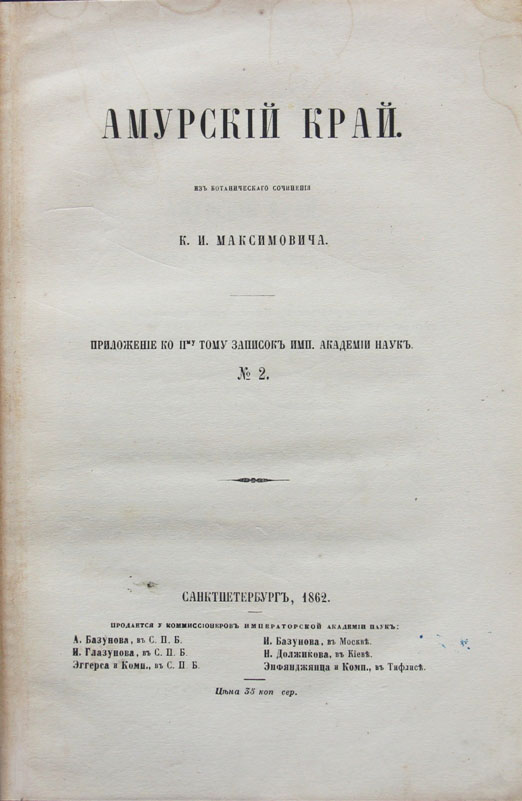 АМУРСКІЙ КРАЙ.
ИЗЪ БОТАНИЧЕСКАГО СОЧИНЕНІЯ
К. И. МАКСИМОВИЧА.
ПРИЛОЖЕНІЕ КО IIму ТОМУ ЗАПИСОКЪ ИМП. АКАДЕМІИ НАУКЪ.
№ 2.
САНКТПЕТЕРБУРГЪ, 1862.
ПРОДАЕТСЯ У КОММИССІОНЕРОВЪ ИМПЕРАТОРСКОЙ АКАДЕМІИ НАУКЪ:
А. Базунова, въ С. П. Б.
И. Глазунова, въ С. П. Б.
Эггерса и Комп., въ С. П. Б.
И. Базунова, въ Москвѣ.
Н. Должикова, въ Кіевѣ.
Энфянджянца и Комп., въ Тифлисѣ.
Цѣна 35 коп сер.